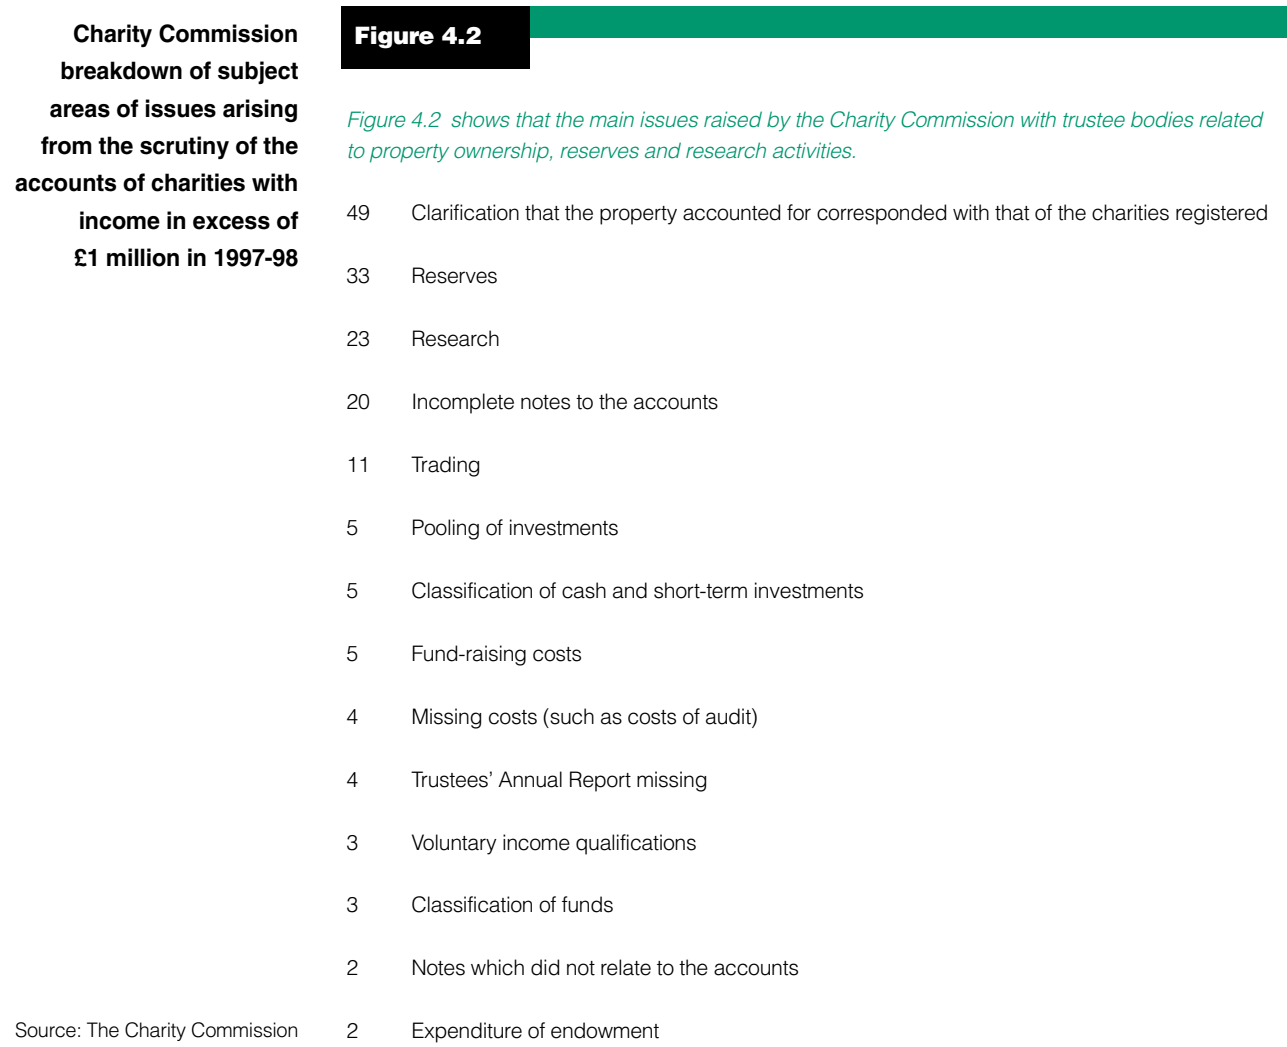 Charity Commission
breakdown of subject
areas of issues arising
from the scrutiny of the
accounts of charities with
income in excess of
£1 million in 1997-98
Figure 4.2
Figure 4.2 shows that the main issues raised by the Charity Commission with trustee bodies related
to property ownership, reserves and research activities.
49 Clarification that the property accounted for corresponded with that of the charities registered
33 Reserves
23 Research
20 Incomplete notes to the accounts
11 Trading
5 Pooling of investments
5 Classification of cash and short-term investments
5 Fund-raising costs
4 Missing costs (such as costs of audit)
4 Trustees’ Annual Report missing
3 Voluntary income qualifications
3 Classification of funds
2 Notes which did not relate to the accounts
2 Expenditure of endowment
Source: The Charity Commission